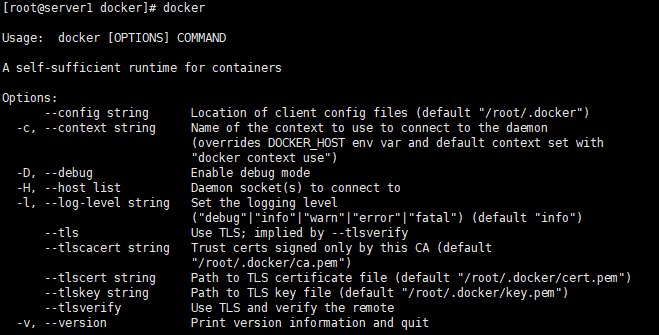 [root@server1 docker]# docker
Usage:  docker [OPTIONS] COMMAND
A self-sufficient runtime for containers
Options:
      --config string      Location of client config files (default "/root/.docker")
  -c, --context string     Name of the context to use to connect to the daemon
                           (overrides DOCKER_HOST env var and default context set with
                           "docker context use")
  -D, --debug              Enable debug mode
  -H, --host list          Daemon socket(s) to connect to
  -l, --log-level string   Set the logging level
                           ("debug"|"info"|"warn"|"error"|"fatal") (default "info")
      --tls                Use TLS; implied by --tlsverify
      --tlscacert string   Trust certs signed only by this CA (default
                           "/root/.docker/ca.pem")
      --tlscert string     Path to TLS certificate file (default "/root/.docker/cert.pem")
      --tlskey string      Path to TLS key file (default "/root/.docker/key.pem")
      --tlsverify          Use TLS and verify the remote
  -v, --version            Print version information and quit